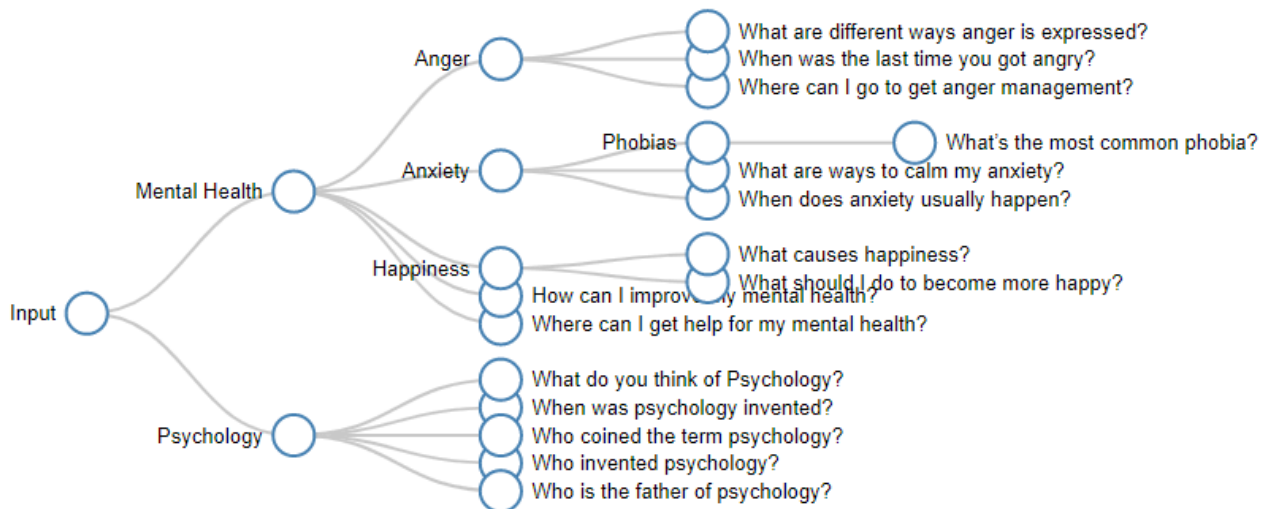 What are different ways anger is expressed?
Anger
When was the last time you got angry?
Where can I go to get anger management?
Phobias
What's the most common phobia?
Anxiety
What are ways to calm my anxiety?
Mental Health
When does anxiety usually happen?
What causes happiness?
Happiness
What should I do to become more happy?
How can I improve my mental health?
Input
Where can I get help for my mental health?
What do you think of Psychology?
When was psychology invented?
Psychology
Who coined the term psychology?
Who invented psychology?
Who is the father of psychology?